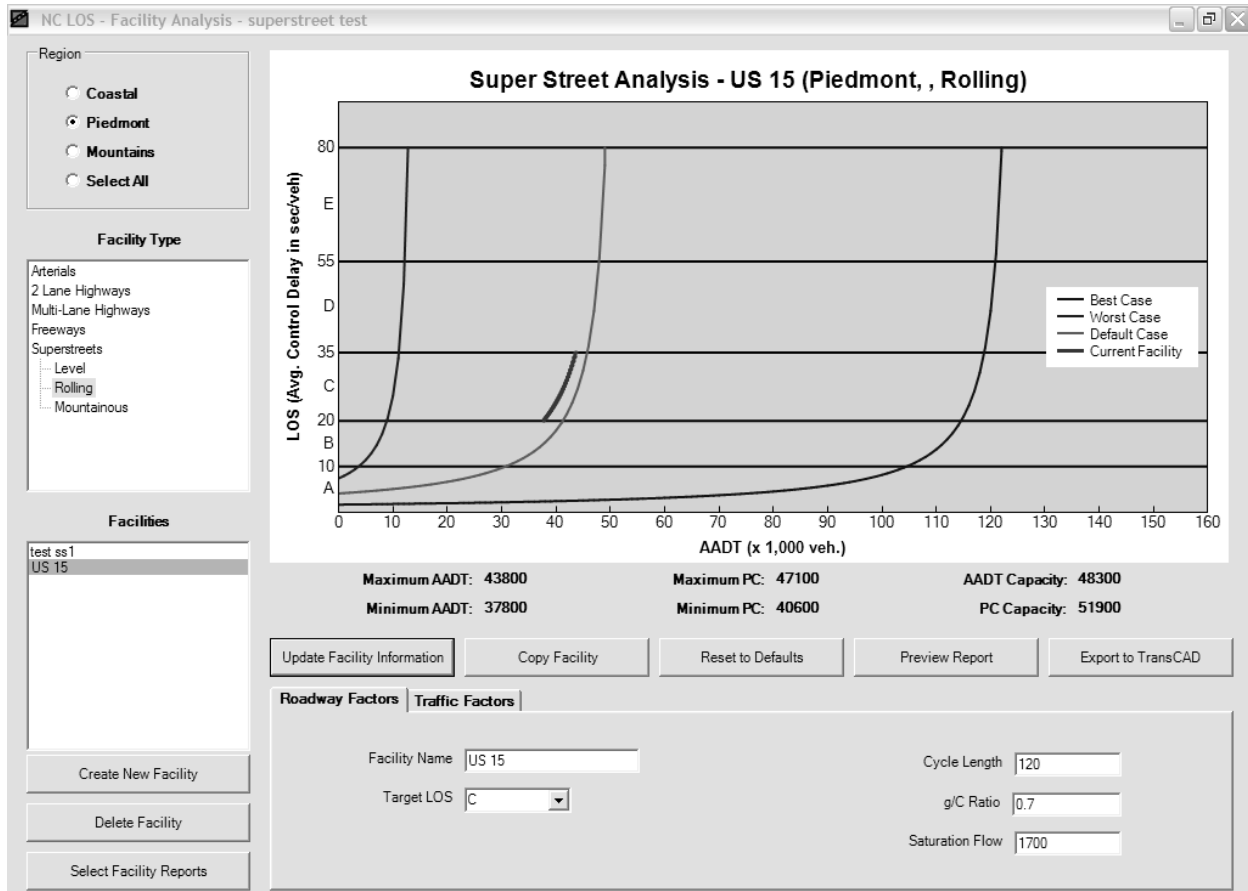 NC LOS - Facility Analysis - superstreet test
Region
Coastal
Piedmont
Mountains
Select All
Facility Type
Arterials
2 Lane Highways
Multi-Lane Highways
Freeways
Superstreets
Level
Rolling
Mountainous
Facilities
test ss1
US 15
Create New Facility
Delete Facility
Select Facility Reports
Super Street Analysis - US 15 (Piedmont, , Rolling)
LOS (Avg. Control Delay in sec/veh)
80
E
55
D
35
C
20
B
10
A
0 10 20 30 40 50 60 70 80 90 100 110 120 130 140 150 160
AADT (x 1,000 veh.)
Best Case
Worst Case
Default Case
Current Facility
Maximum AADT: 43800 Maximum PC: 47100 AADT Capacity: 48300
Minimum AADT: 37800 Minimum PC: 40600 PC Capacity: 51900
Update Facility Information Copy Facility Reset to Defaults Preview Report Export to TransCAD
Roadway Factors Traffic Factors
Facility Name US 15
Target LOS C
Cycle Length 120
g/C Ratio 0.7
Saturation Flow 1700